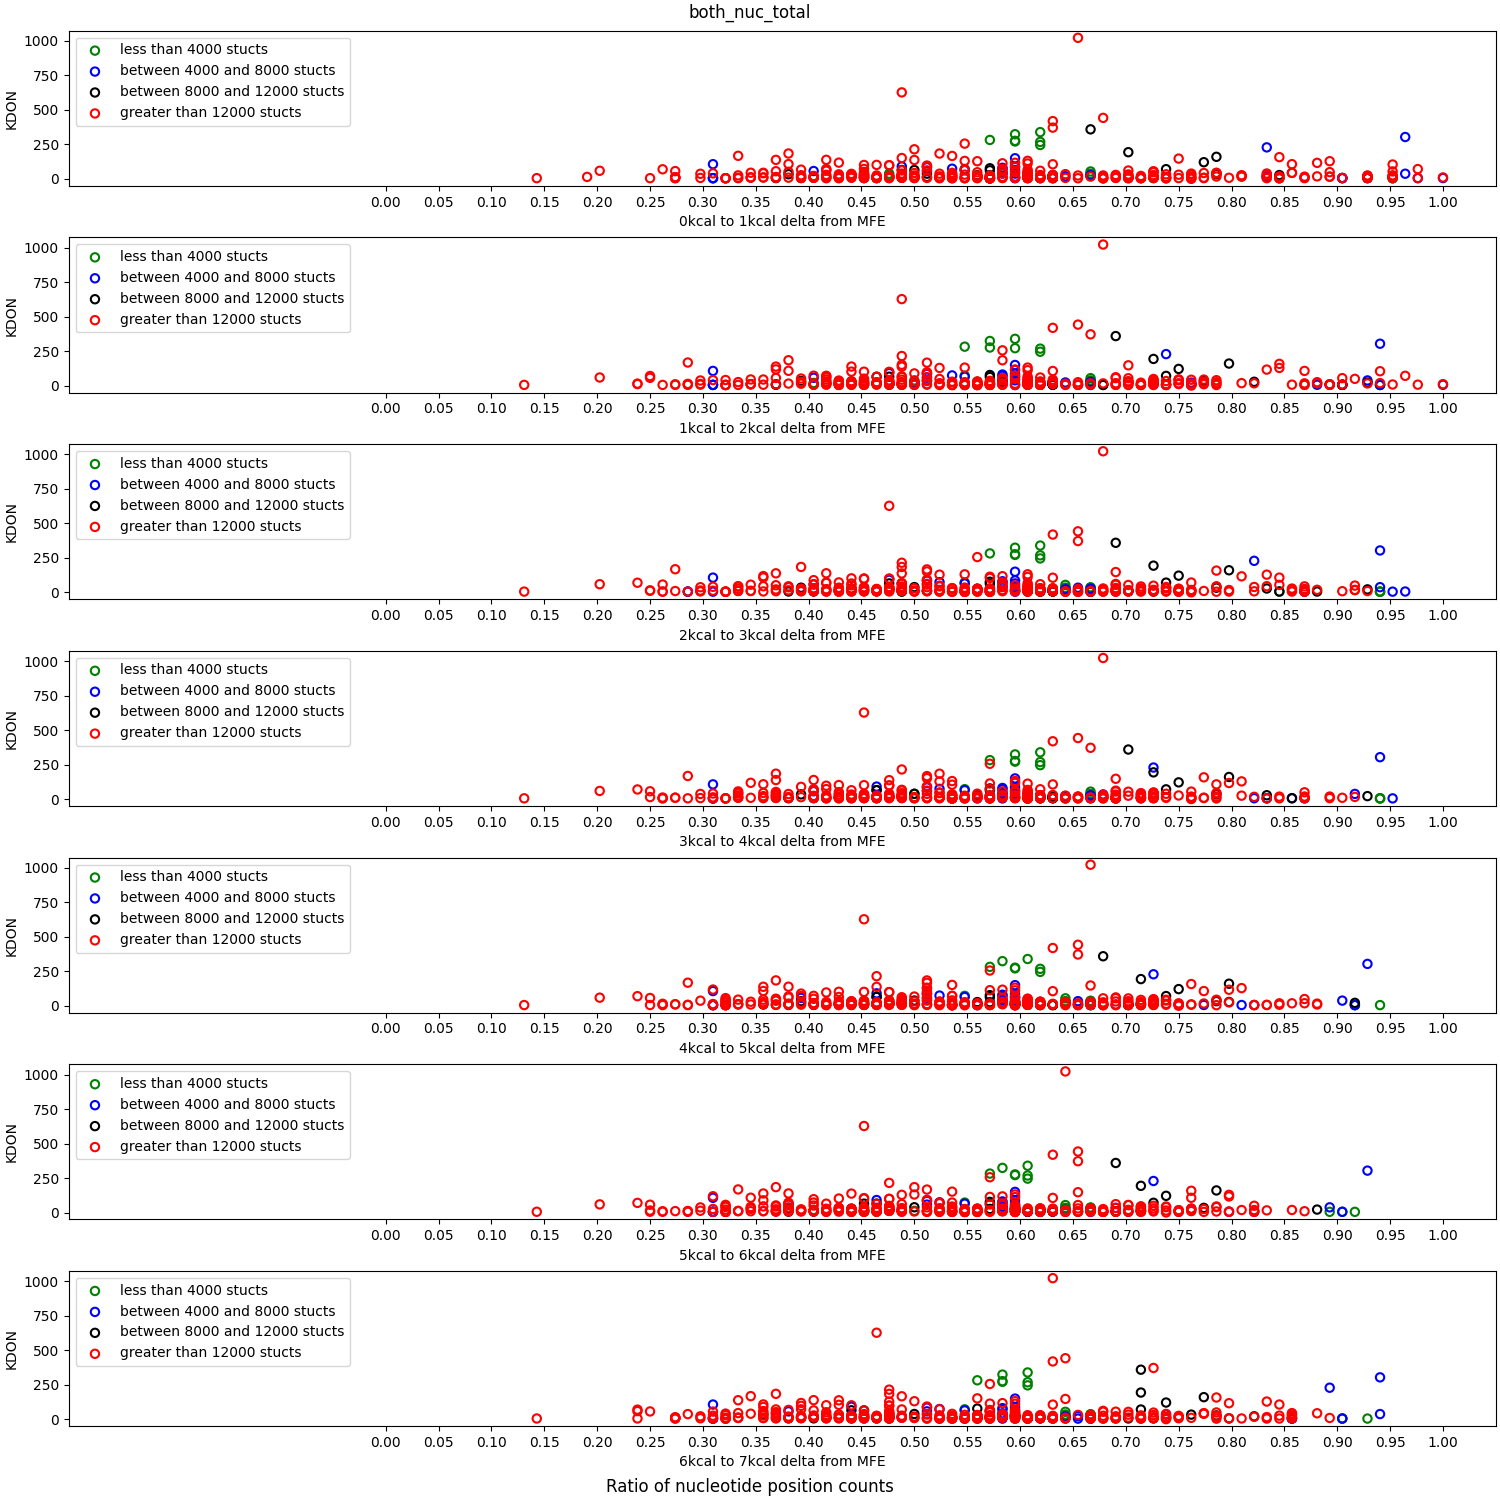 both_nuc_total
less than 4000 stucts
between 4000 and 8000 stucts
between 8000 and 12000 stucts
greater than 12000 stucts
KDON
1000
750
500
250
0
0.00 0.05 0.10 0.15 0.20 0.25 0.30 0.35 0.40 0.45 0.50 0.55 0.60 0.65 0.70 0.75 0.80 0.85 0.90 0.95 1.00
0kcal to 1kcal delta from MFE
less than 4000 stucts
between 4000 and 8000 stucts
between 8000 and 12000 stucts
greater than 12000 stucts
KDON
1000
750
500
250
0
0.00 0.05 0.10 0.15 0.20 0.25 0.30 0.35 0.40 0.45 0.50 0.55 0.60 0.65 0.70 0.75 0.80 0.85 0.90 0.95 1.00
1kcal to 2kcal delta from MFE
less than 4000 stucts
between 4000 and 8000 stucts
between 8000 and 12000 stucts
greater than 12000 stucts
KDON
1000
750
500
250
0
0.00 0.05 0.10 0.15 0.20 0.25 0.30 0.35 0.40 0.45 0.50 0.55 0.60 0.65 0.70 0.75 0.80 0.85 0.90 0.95 1.00
2kcal to 3kcal delta from MFE
less than 4000 stucts
between 4000 and 8000 stucts
between 8000 and 12000 stucts
greater than 12000 stucts
KDON
1000
750
500
250
0
0.00 0.05 0.10 0.15 0.20 0.25 0.30 0.35 0.40 0.45 0.50 0.55 0.60 0.65 0.70 0.75 0.80 0.85 0.90 0.95 1.00
3kcal to 4kcal delta from MFE
less than 4000 stucts
between 4000 and 8000 stucts
between 8000 and 12000 stucts
greater than 12000 stucts
KDON
1000
750
500
250
0
0.00 0.05 0.10 0.15 0.20 0.25 0.30 0.35 0.40 0.45 0.50 0.55 0.60 0.65 0.70 0.75 0.80 0.85 0.90 0.95 1.00
4kcal to 5kcal delta from MFE
less than 4000 stucts
between 4000 and 8000 stucts
between 8000 and 12000 stucts
greater than 12000 stucts
KDON
1000
750
500
250
0
0.00 0.05 0.10 0.15 0.20 0.25 0.30 0.35 0.40 0.45 0.50 0.55 0.60 0.65 0.70 0.75 0.80 0.85 0.90 0.95 1.00
5kcal to 6kcal delta from MFE
less than 4000 stucts
between 4000 and 8000 stucts
between 8000 and 12000 stucts
greater than 12000 stucts
KDON
1000
750
500
250
0
0.00 0.05 0.10 0.15 0.20 0.25 0.30 0.35 0.40 0.45 0.50 0.55 0.60 0.65 0.70 0.75 0.80 0.85 0.90 0.95 1.00
6kcal to 7kcal delta from MFE
Ratio of nucleotide position counts